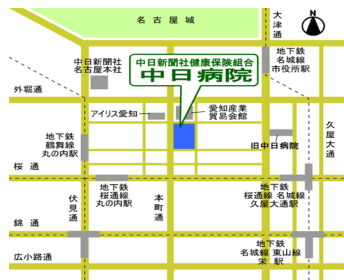 名古屋城
大津通
N
地下鉄
名城線
市役所駅
中日新聞社
名古屋本社
中日新聞社健康保険組合
中日病院
外堀通
アイリス愛知
愛知産業
貿易会館
久屋大通
地下鉄
鶴舞線
丸の内駅
旧中日病院
桜通
地下鉄
桜通線
丸の内駅
地下鉄
桜通線 名城線
久屋大通駅
伏見通
本町通
錦通
地下鉄
名城線 東山線
栄駅
広小路通